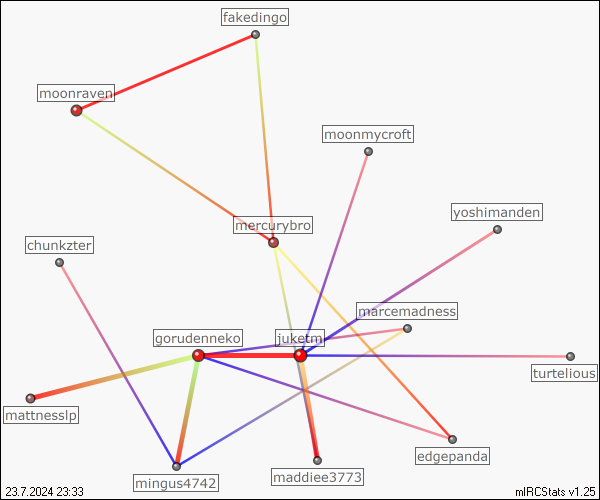 fakedingo
moonraven
moonmycroft
yoshimanden
mercurybro
chunkzter
marcemadness
gorudenneko
juketm
turtelious
mattnesslp
edgepanda
maddiee3773
mingus4742
23.7.2024 23:33
mIRCStats v1.25